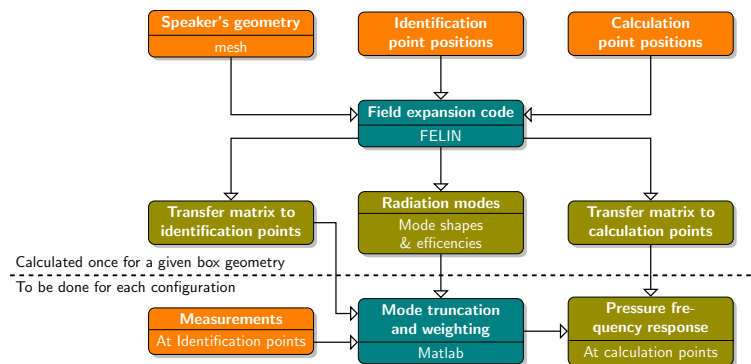 Speaker's geometry
mesh
Identification
point positions
Calculation
point positions
Field expansion code
FELIN
Transfer matrix to
identification points
Radiation modes
Mode shapes
& efficencies
Transfer matrix to
calculation points
Calculated once for a given box geometry
To be done for each configuration
Measurements
At Identification points
Mode truncation
and weighting
Matlab
Pressure fre-
quency response
At calculation points